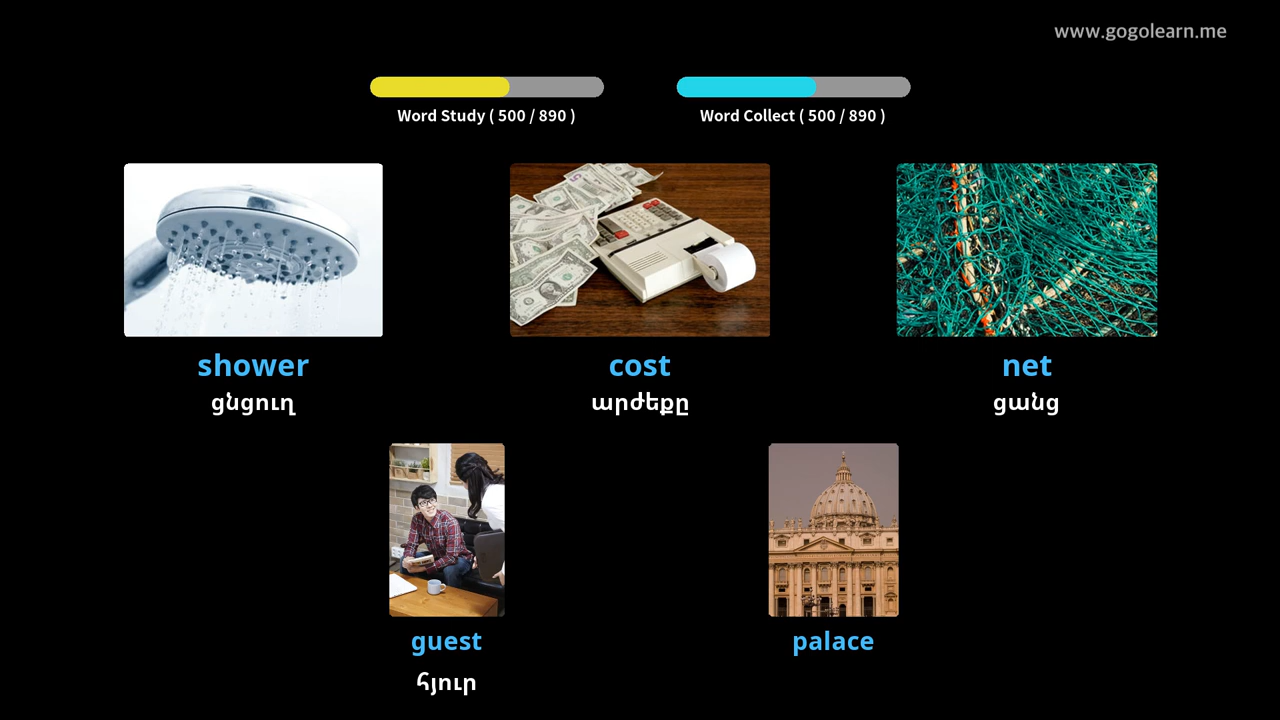 www.gogolearn.me
Word Study ( 500 / 890 )
Word Collect ( 500 / 890 )
shower
ցնցուղ
cost
արժեքը
net
ցանց
guest
հյուր
palace